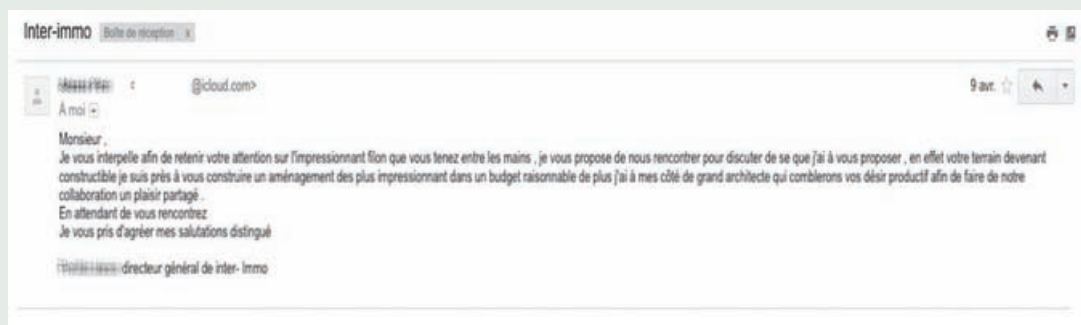 Inter-immo Boîte de réception x
@icloud.com>
9 avr.
À moi
Monsieur ,
Je vous interpelle afin de retenir votre attention sur l'impressionnant filon que vous tenez entre les mains , je vous propose de nous rencontrer pour discuter de se que j'ai à vous proposer , en effet votre terrain devenant
constructible je suis près à vous construire un aménagement des plus impressionnant dans un budget raisonnable de plus j'ai à mes côté de grand architecte qui comblerons vos désir productif afin de faire de notre
collaboration un plaisir partagé .
En attendant de vous rencontrez
Je vous pris d'agréer mes salutations distingué
directeur général de inter- Immo